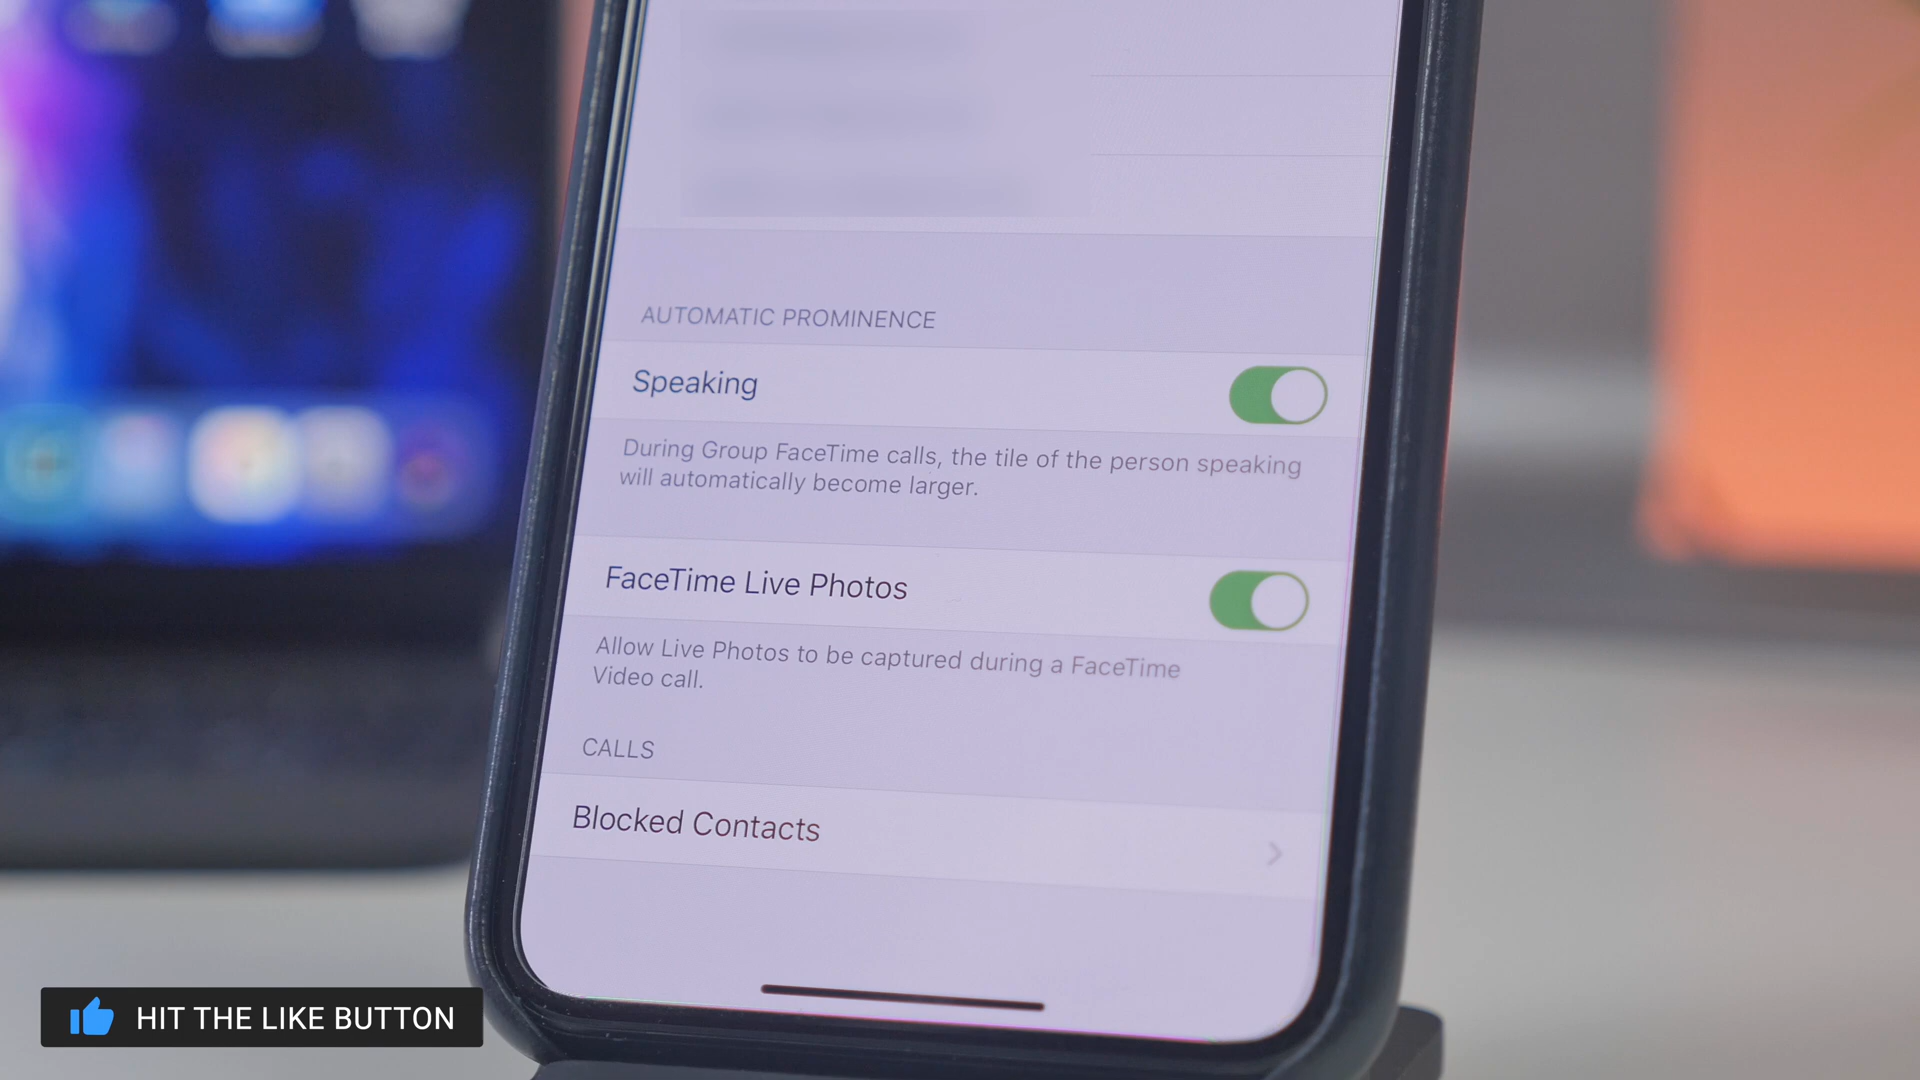 AUTOMATIC PROMINENCE
Speaking
During Group FaceTime calls, the tile of the person speaking
will automatically become larger.
FaceTime Live Photos
Allow Live Photos to be captured during a FaceTime
Video call.
CALLS
Blocked Contacts
HIT THE LIKE BUTTON